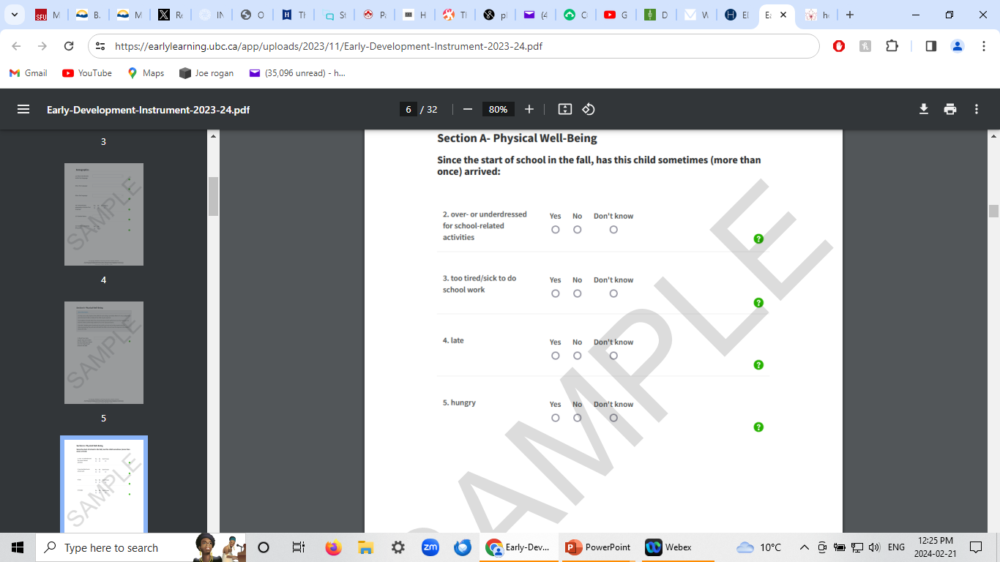 SFU M
B.
M
X Re
IN
O
H Th
St
Pa
H
Th
pl
(4
C
G
D
W
El
Ea
h
https://earlylearning.ubc.ca/app/uploads/2023/11/Early-Development-Instrument-2023-24.pdf
Gmail YouTube Maps Joe rogan (35,096 unread) - h...
Early-Development-Instrument-2023-24.pdf 6 / 32 80%
3
SAMPLE
4
SAMPLE
5
SAMPLE
Section A- Physical Well-Being
Since the start of school in the fall, has this child sometimes (more than
once) arrived:
2. over- or underdressed
for school-related
activities
Yes No Don't know
?
3. too tired/sick to do
school work
Yes No Don't know
?
4. late
Yes No Don't know
?
5. hungry
Yes No Don't know
?
SAMPLE
Type here to search
zm
Early-Dev...
PowerPoint
Webex
10°C
ENG
12:25 PM
2024-02-21